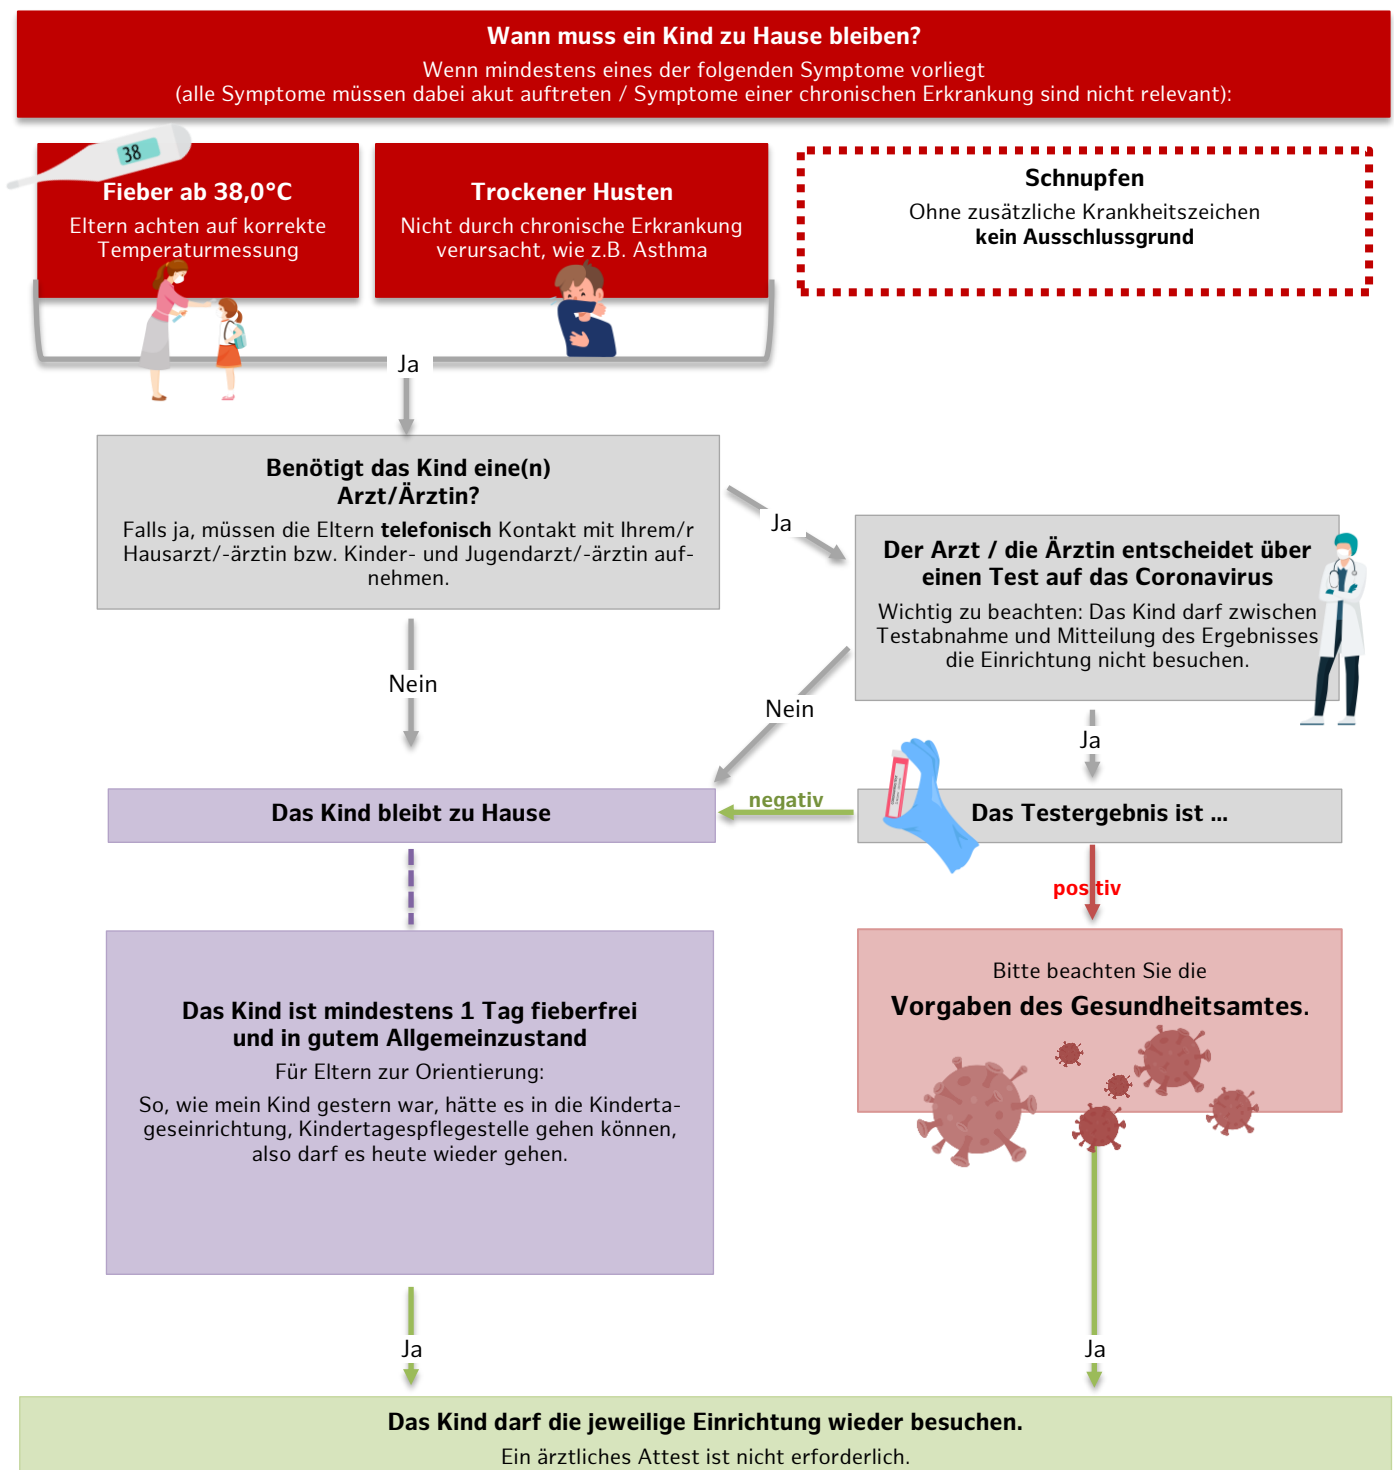 Wann muss ein Kind zu Hause bleiben?
Wenn mindestens eines der folgenden Symptome vorliegt
(alle Symptome müssen dabei akut auftreten / Symptome einer chronischen Erkrankung sind nicht relevant):
38
Fieber ab 38,0°C
Eltern achten auf korrekte
Temperaturmessung
Trockener Husten
Nicht durch chronische Erkrankung
verursacht, wie z.B. Asthma
Schnupfen
Ohne zusätzliche Krankheitszeichen
kein Ausschlussgrund
Ja
Benötigt das Kind eine(n)
Arzt/Ärztin?
Falls ja, müssen die Eltern telefonisch Kontakt mit Ihrem/r
Hausarzt/-ärztin bzw. Kinder- und Jugendarzt/-ärztin auf-
nehmen.
Ja
Der Arzt / die Ärztin entscheidet über
einen Test auf das Coronavirus
Wichtig zu beachten: Das Kind darf zwischen
Testabnahme und Mitteilung des Ergebnisses
die Einrichtung nicht besuchen.
Nein
Nein
Ja
Das Kind bleibt zu Hause
negativ
Das Testergebnis ist ...
positiv
Das Kind ist mindestens 1 Tag fieberfrei
und in gutem Allgemeinzustand
Für Eltern zur Orientierung:
So, wie mein Kind gestern war, hätte es in die Kinderta-
geseinrichtung, Kindertagespflegestelle gehen können,
also darf es heute wieder gehen.
Bitte beachten Sie die
Vorgaben des Gesundheitsamtes.
Ja
Ja
Das Kind darf die jeweilige Einrichtung wieder besuchen.
Ein ärztliches Attest ist nicht erforderlich.